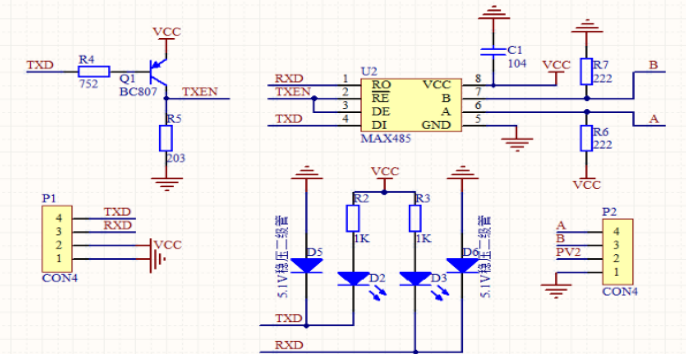 VCC
TXD
R4
752
Q1
BC807
TXEN
R5
203
U2
RXD 1 RO VCC 8 VCC
TXEN 2 RE B 7
3 DE A 6
TXD 4 DI GND 5
MAX485
C1
104
R7
222
B
A
R6
222
VCC
P1
4 TXD
3 RXD
2 VCC
1
CON4
VCC
R2
1K
R3
1K
5.1V稳压二级管
D5
D2
D3
D6
5.1V稳压二级管
TXD
RXD
P2
A 4
B 3
PV2 2
1
CON4